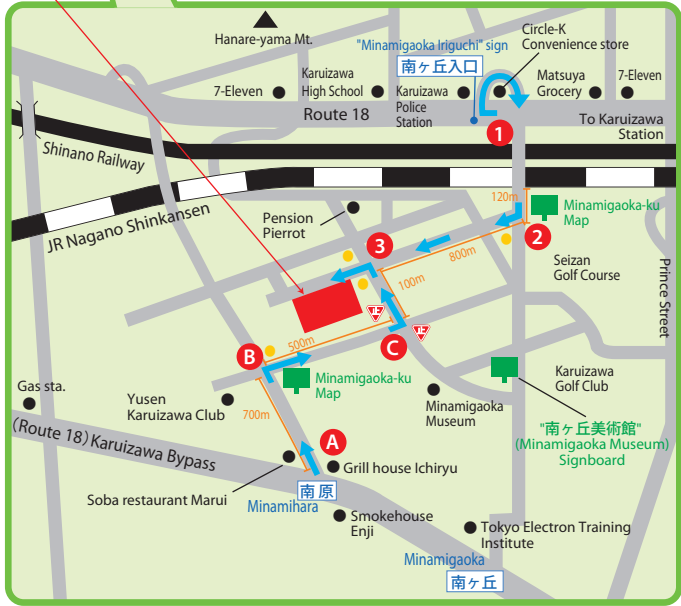 Hanare-yama Mt.
"Minamigaoka Iriguchi" sign
南ヶ丘入口
Circle-K
Convenience store
7-Eleven
Karuizawa
High School
Karuizawa
Police
Station
Matsuya
Grocery
7-Eleven
Route 18
1
To Karuizawa
Station
Shinano Railway
JR Nagano Shinkansen
120m
Minamigaoka-ku
Map
2
Pension
Pierrot
3
800m
Seizan
Golf Course
Prince Street
100m
止
止
500m
B
C
Minamigaoka-ku
Map
Karuizawa
Golf Club
Gas sta.
Yusen
Karuizawa Club
700m
Minamigaoka
Museum
"南ヶ丘美術館"
(Minamigaoka Museum)
Signboard
(Route 18) Karuizawa Bypass
A
Grill house Ichiryu
Soba restaurant Marui
南原
Minamihara
Smokehouse
Enji
Tokyo Electron Training
Institute
Minamigaoka
南ヶ丘